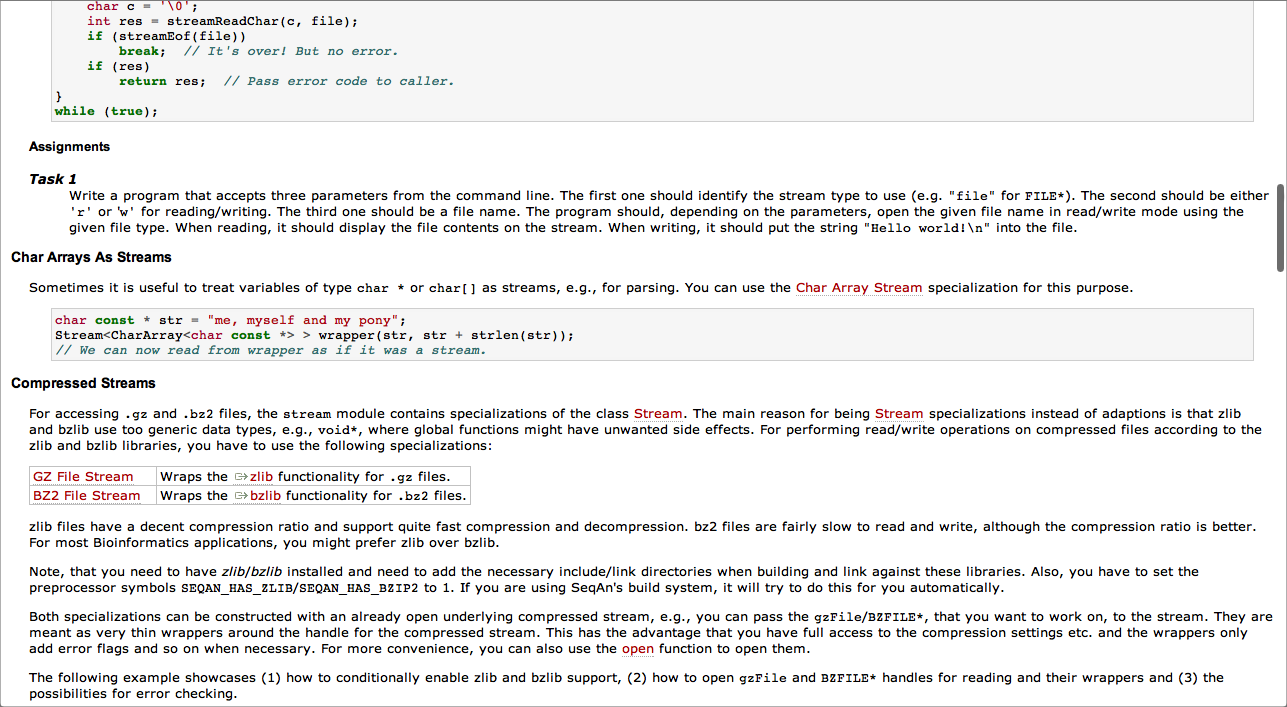 char c = '\0';
int res = streamReadChar(c, file);
if (streamEof(file))
break;  // It's over! But no error.
if (res)
return res;  // Pass error code to caller.
}
while (true);
Assignments
Task 1
Write a program that accepts three parameters from the command line. The first one should identify the stream type to use (e.g. "file" for FILE*). The second should be either
'r' or 'w' for reading/writing. The third one should be a file name. The program should, depending on the parameters, open the given file name in read/write mode using the
given file type. When reading, it should display the file contents on the stream. When writing, it should put the string "Hello world!\n" into the file.
Char Arrays As Streams
Sometimes it is useful to treat variables of type char * or char[] as streams, e.g., for parsing. You can use the Char Array Stream specialization for this purpose.
char const * str = "me, myself and my pony";
Stream<CharArray<char const *> > wrapper(str, str + strlen(str));
// We can now read from wrapper as if it was a stream.
Compressed Streams
For accessing .gz and .bz2 files, the stream module contains specializations of the class Stream. The main reason for being Stream specializations instead of adaptions is that zlib
and bzlib use too generic data types, e.g., void*, where global functions might have unwanted side effects. For performing read/write operations on compressed files according to the
zlib and bzlib libraries, you have to use the following specializations:
GZ File Stream Wraps the zlib functionality for .gz files.
BZ2 File Stream Wraps the bzlib functionality for .bz2 files.
zlib files have a decent compression ratio and support quite fast compression and decompression. bz2 files are fairly slow to read and write, although the compression ratio is better.
For most Bioinformatics applications, you might prefer zlib over bzlib.
Note, that you need to have zlib/bzlib installed and need to add the necessary include/link directories when building and link against these libraries. Also, you have to set the
preprocessor symbols SEQAN_HAS_ZLIB/SEQAN_HAS_BZIP2 to 1. If you are using SeqAn's build system, it will try to do this for you automatically.
Both specializations can be constructed with an already open underlying compressed stream, e.g., you can pass the gzFile/BZFILE*, that you want to work on, to the stream. They are
meant as very thin wrappers around the handle for the compressed stream. This has the advantage that you have full access to the compression settings etc. and the wrappers only
add error flags and so on when necessary. For more convenience, you can also use the open function to open them.
The following example showcases (1) how to conditionally enable zlib and bzlib support, (2) how to open gzFile and BZFILE* handles for reading and their wrappers and (3) the
possibilities for error checking.